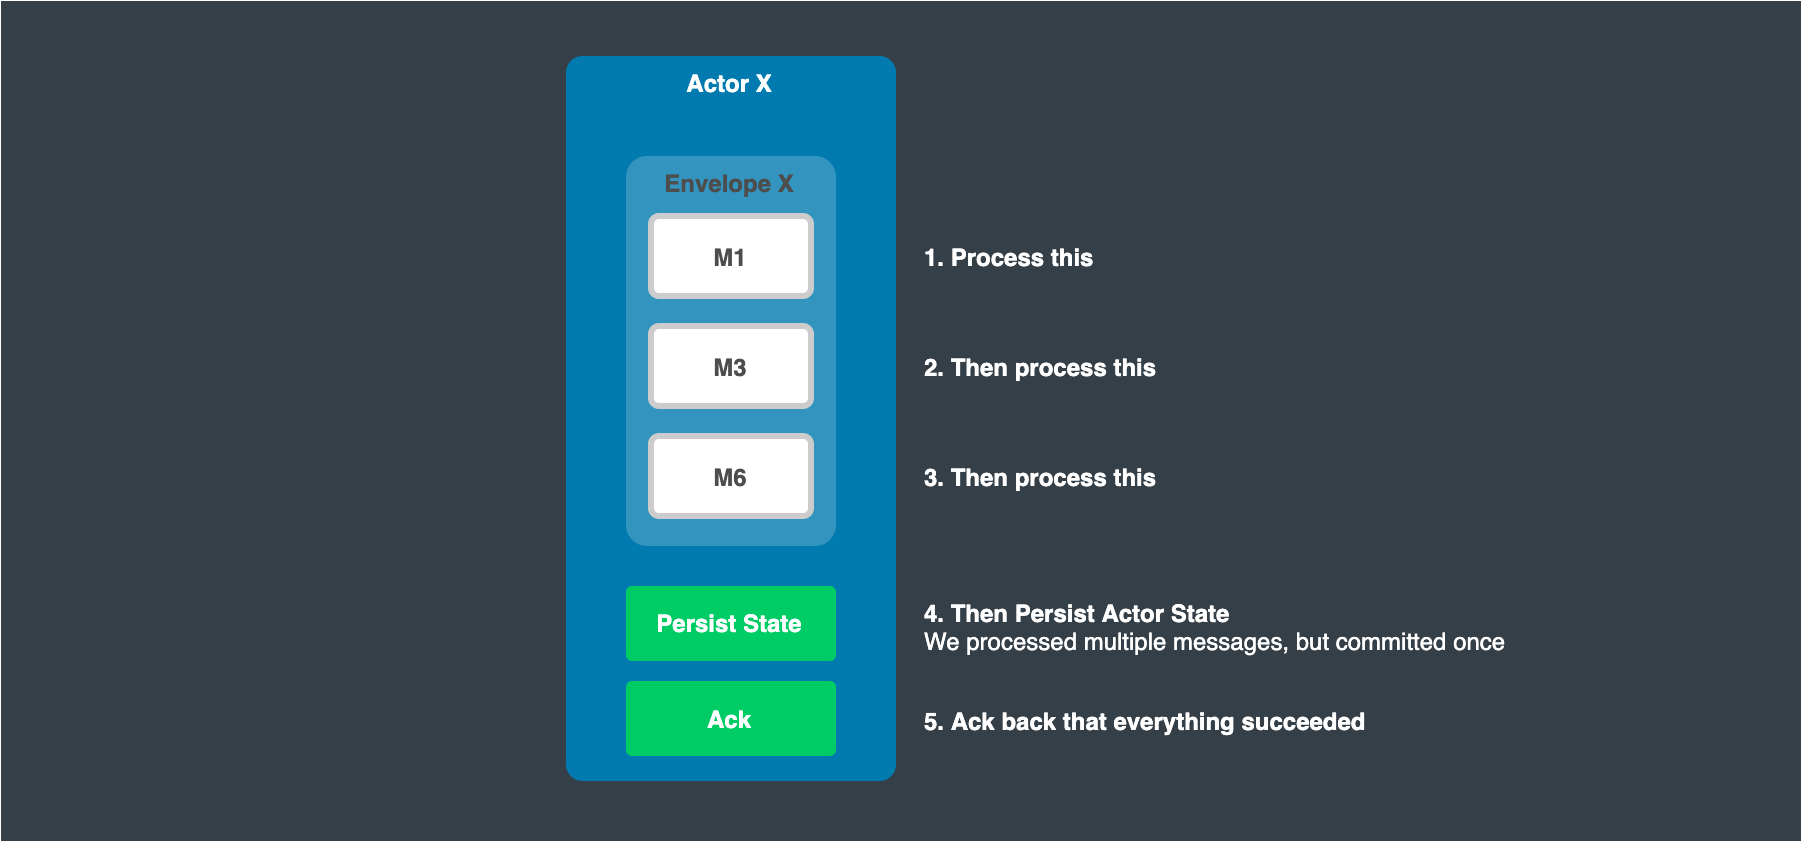 Actor X
Envelope X
M1
1. Process this
M3
2. Then process this
M6
3. Then process this
Persist State
4. Then Persist Actor State
We processed multiple messages, but committed once
Ack
5. Ack back that everything succeeded